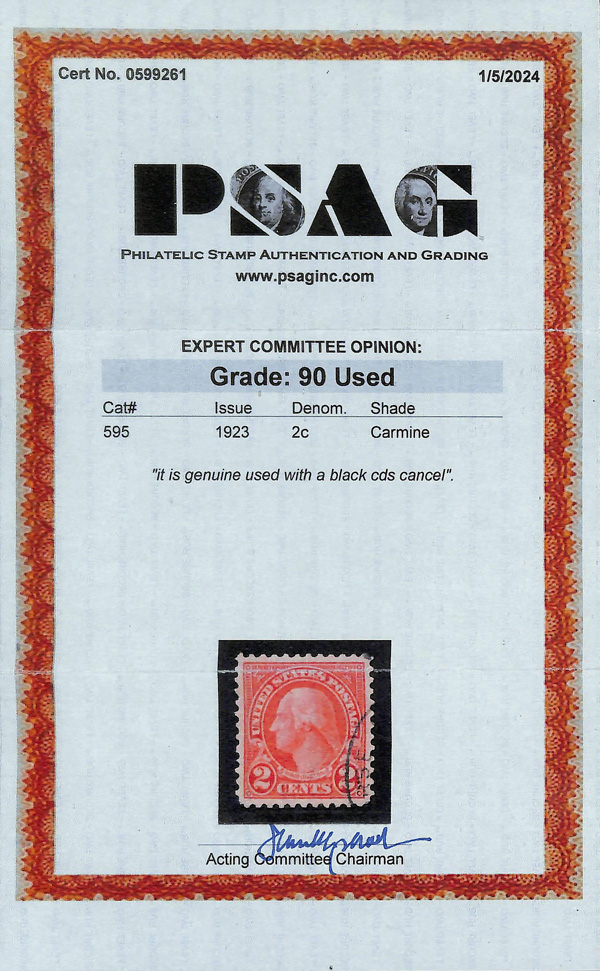 Cert No. 0599261
1/5/2024
PSAG
PHILATELIC STAMP AUTHENTICATION AND GRADING
www.psaginc.com
EXPERT COMMITTEE OPINION:
Grade: 90 Used
Cat# Issue Denom. Shade
595 1923 2c Carmine
"it is genuine used with a black cds cancel".
UNITED STATES POSTAGE
2 CENTS 2
Acting Committee Chairman